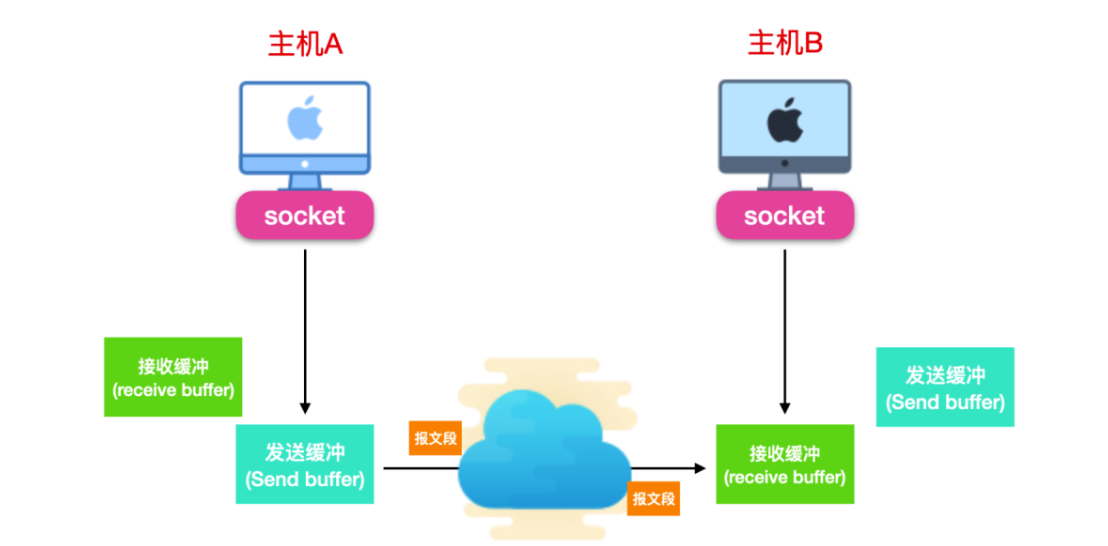 主机A
主机B
socket
socket
接收缓冲
(receive buffer)
发送缓冲
(Send buffer)
发送缓冲
(Send buffer)
报文段
报文段
接收缓冲
(receive buffer)